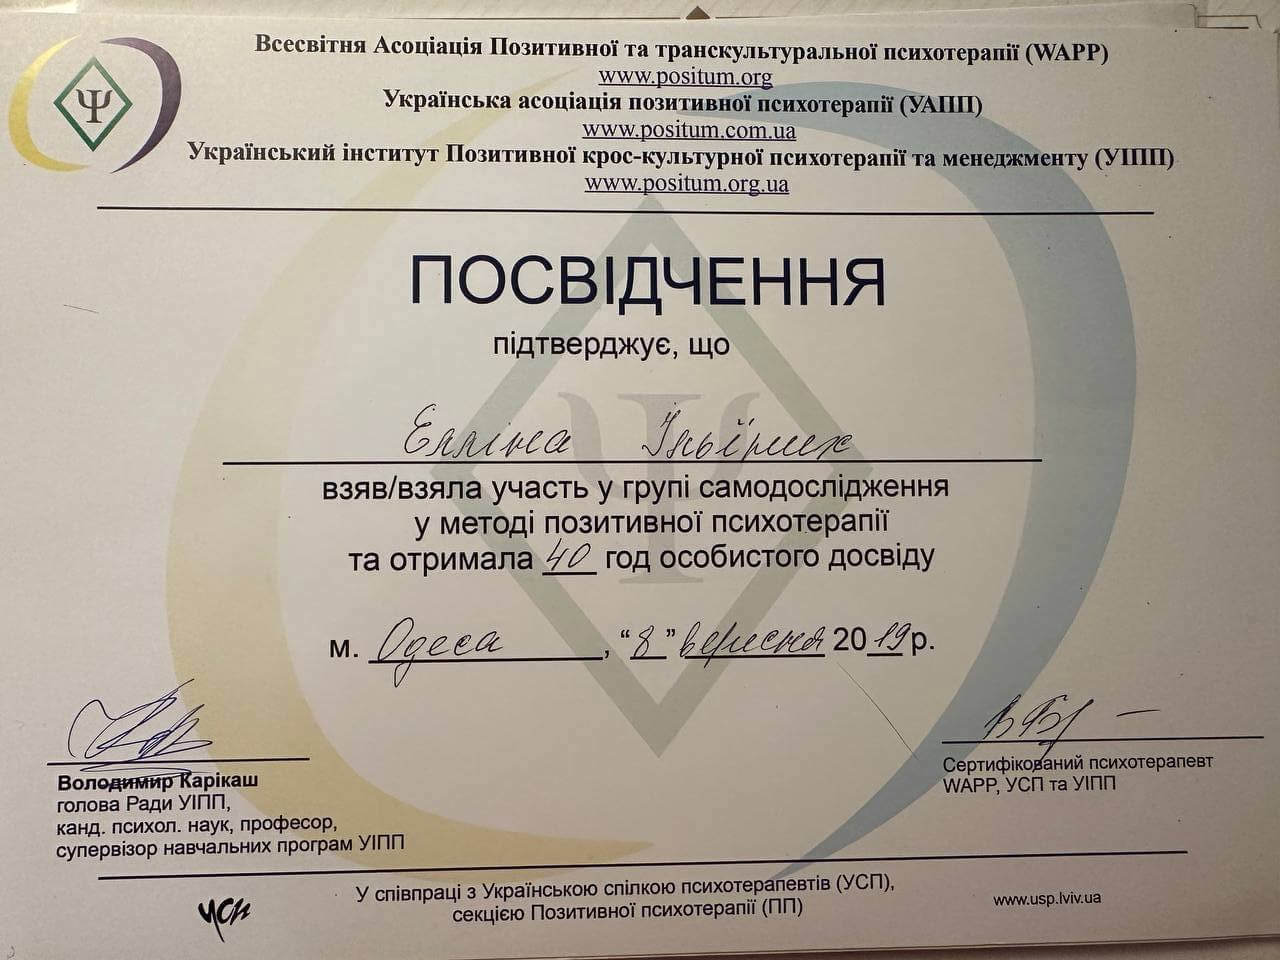 Всесвітня Асоціація Позитивної та транскультуральної психотерапії (WAPP)
www.positum.org
Українська асоціація позитивної психотерапії (УАПП)
www.positum.com.ua
Український інститут Позитивної крос-культурної психотерапії та менеджменту (УІПП)
www.positum.org.ua
Ψ
ПОСВІДЧЕННЯ
підтверджує, що
Елліна Ільїних
взяв/взяла участь у групі самодослідження
у методі позитивної психотерапії
та отримала 40 год особистого досвіду
м. Одеса, “8” вересня 2019 р.
Володимир Карікаш
голова Ради УІПП,
канд. психол. наук, професор,
супервізор навчальних програм УІПП
Сертифікований психотерапевт
WAPP, УСП та УІПП
усп
У співпраці з Українською спілкою психотерапевтів (УСП),
секцією Позитивної психотерапії (ПП)
www.usp.lviv.ua